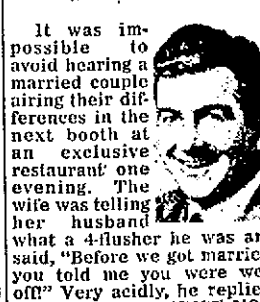 It was im-
possible to
avoid hearing a
married couple
airing their dif-
ferences in the
next booth at
an exclusive
restaurant one
evening. The
wife was telling
her husband
what a 4-flusher he was an
said, "Before we got marrie
you told me you were we
off!" Very acidly, he replie